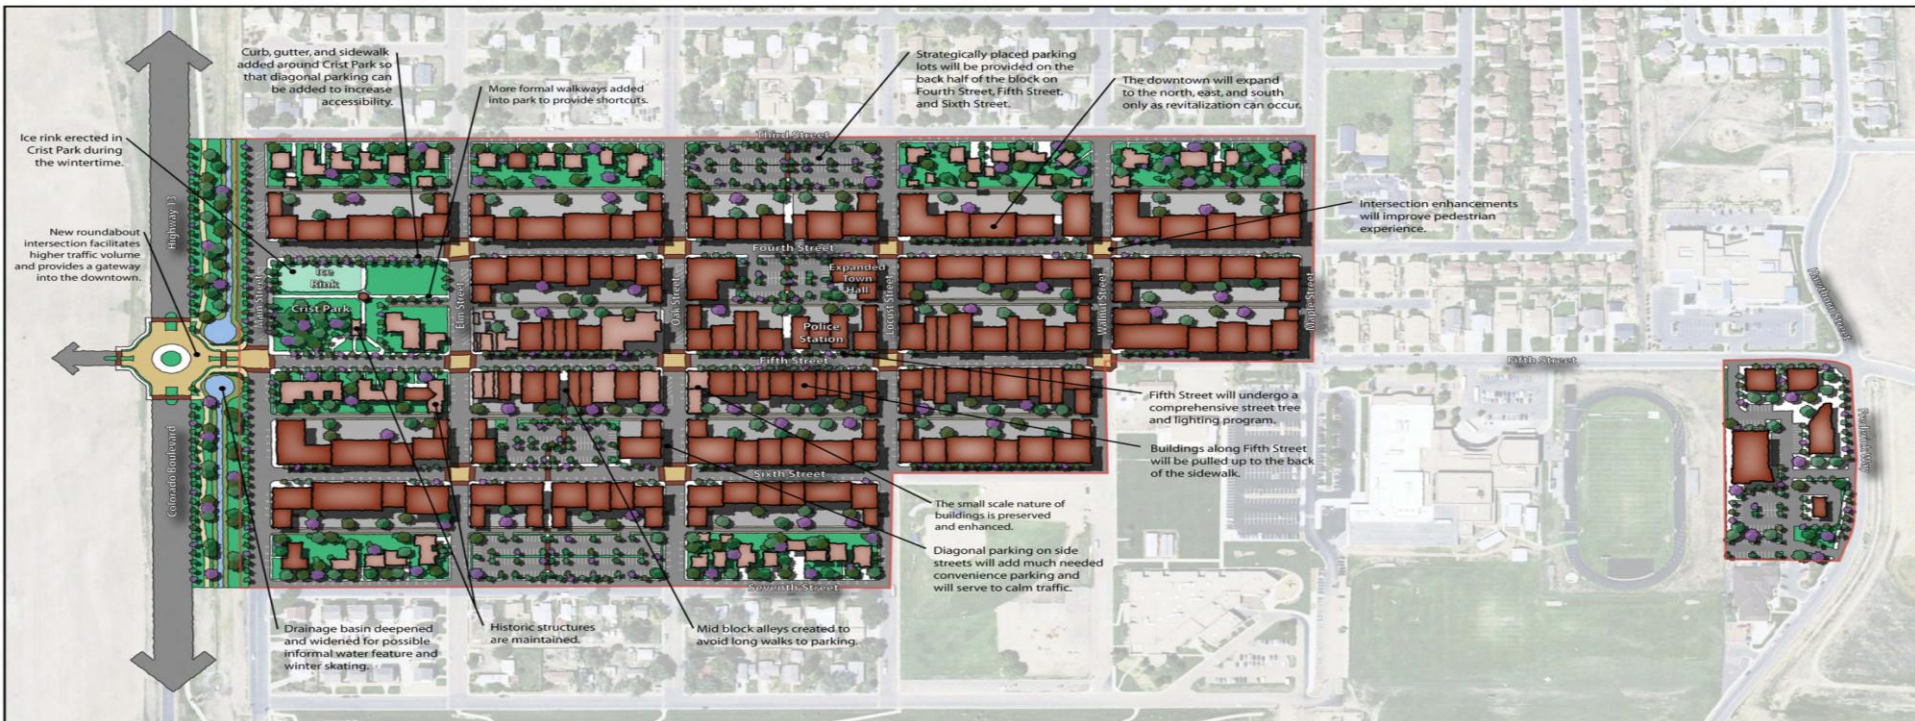 Curb, gutter, and sidewalk
added around Crist Park so
that diagonal parking can
be added to increase
accessibility.
More formal walkways added
into park to provide shortcuts.
Strategically placed parking
lots will be provided on the
back half of the block on
Fourth Street, Fifth Street,
and Sixth Street.
The downtown will expand
to the north, east, and south
only as revitalization can occur.
Ice rink erected in
Crist Park during
the wintertime.
New roundabout
intersection facilitates
higher traffic volume
and provides a gateway
into the downtown.
Intersection enhancements
will improve pedestrian
experience.
Third Street
Highway 13
Fourth Street
Ice
Rink
Crist Park
Main Street
Elm Street
Oak Street
Expanded
Town
Hall
Locust Street
Walnut Street
Maple Street
Police
Station
Fifth Street
Fifth Street
Hawthorn Street
Colorado Boulevard
Fifth Street will undergo a
comprehensive street tree
and lighting program.
Buildings along Fifth Street
will be pulled up to the back
of the sidewalk.
Sixth Street
The small scale nature of
buildings is preserved
and enhanced.
Diagonal parking on side
streets will add much needed
convenience parking and
will serve to calm traffic.
Seventh Street
Drainage basin deepened
and widened for possible
informal water feature and
winter skating.
Historic structures
are maintained.
Mid block alleys created to
avoid long walks to parking.